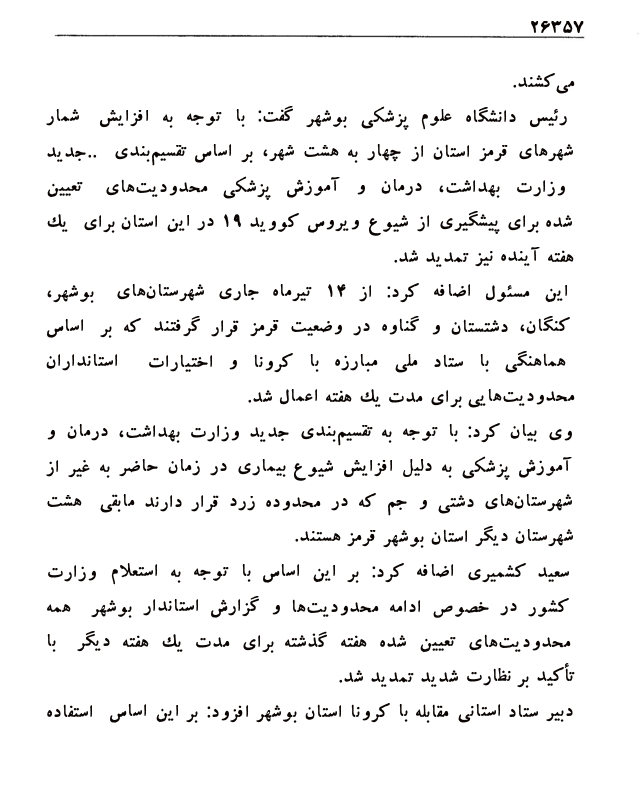 ۲۶۳۵۷
می‌کشند.
رئیس دانشگاه علوم پزشکی بوشهر گفت: با توجه به افزایش شمار
شهرهای قرمز استان از چهار به هشت شهر، بر اساس تقسیم‌بندی ..جدید
وزارت بهداشت، درمان و آموزش پزشکی محدودیت‌های تعیین
شده برای پیشگیری از شیوع ویروس کووید ۱۹ در این استان برای یك
هفته آینده نیز تمدید شد.
این مسئول اضافه کرد: از ۱۴ تیرماه جاری شهرستان‌های بوشهر،
کنگان، دشتستان و گناوه در وضعیت قرمز قرار گرفتند که بر اساس
هماهنگی با ستاد ملی مبارزه با کرونا و اختیارات استانداران
محدودیت‌هایی برای مدت یك هفته اعمال شد.
وی بیان کرد: با توجه به تقسیم‌بندی جدید وزارت بهداشت، درمان و
آموزش پزشکی به دلیل افزایش شیوع بیماری در زمان حاضر به غیر از
شهرستان‌های دشتی و جم که در محدوده زرد قرار دارند مابقی هشت
شهرستان دیگر استان بوشهر قرمز هستند.
سعید کشمیری اضافه کرد: بر این اساس با توجه به استعلام وزارت
کشور در خصوص ادامه محدودیت‌ها و گزارش استاندار بوشهر همه
محدودیت‌های تعیین شده هفته گذشته برای مدت یك هفته دیگر با
تأکید بر نظارت شدید تمدید شد.
دبیر ستاد استانی مقابله با کرونا استان بوشهر افزود: بر این اساس استفاده